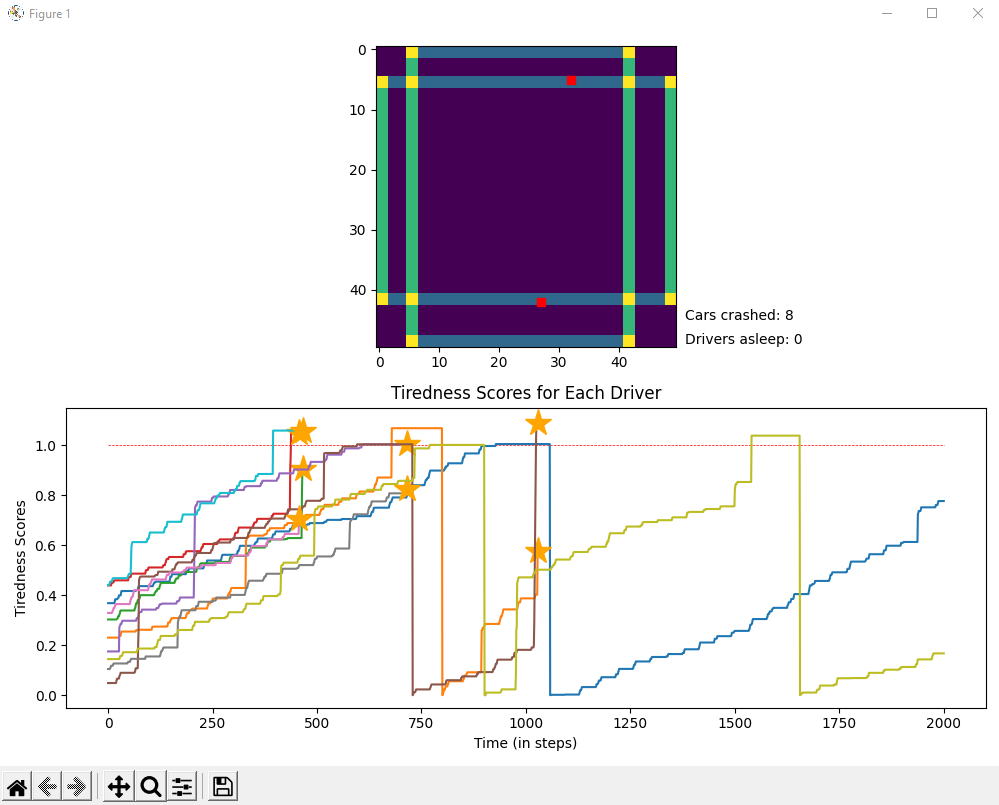 Figure 1
0
10
20
30
40
0 10 20 30 40
Cars crashed: 8
Drivers asleep: 0
Tiredness Scores for Each Driver
1.0
0.8
0.6
0.4
0.2
0.0
Tiredness Scores
0 250 500 750 1000 1250 1500 1750 2000
Time (in steps)